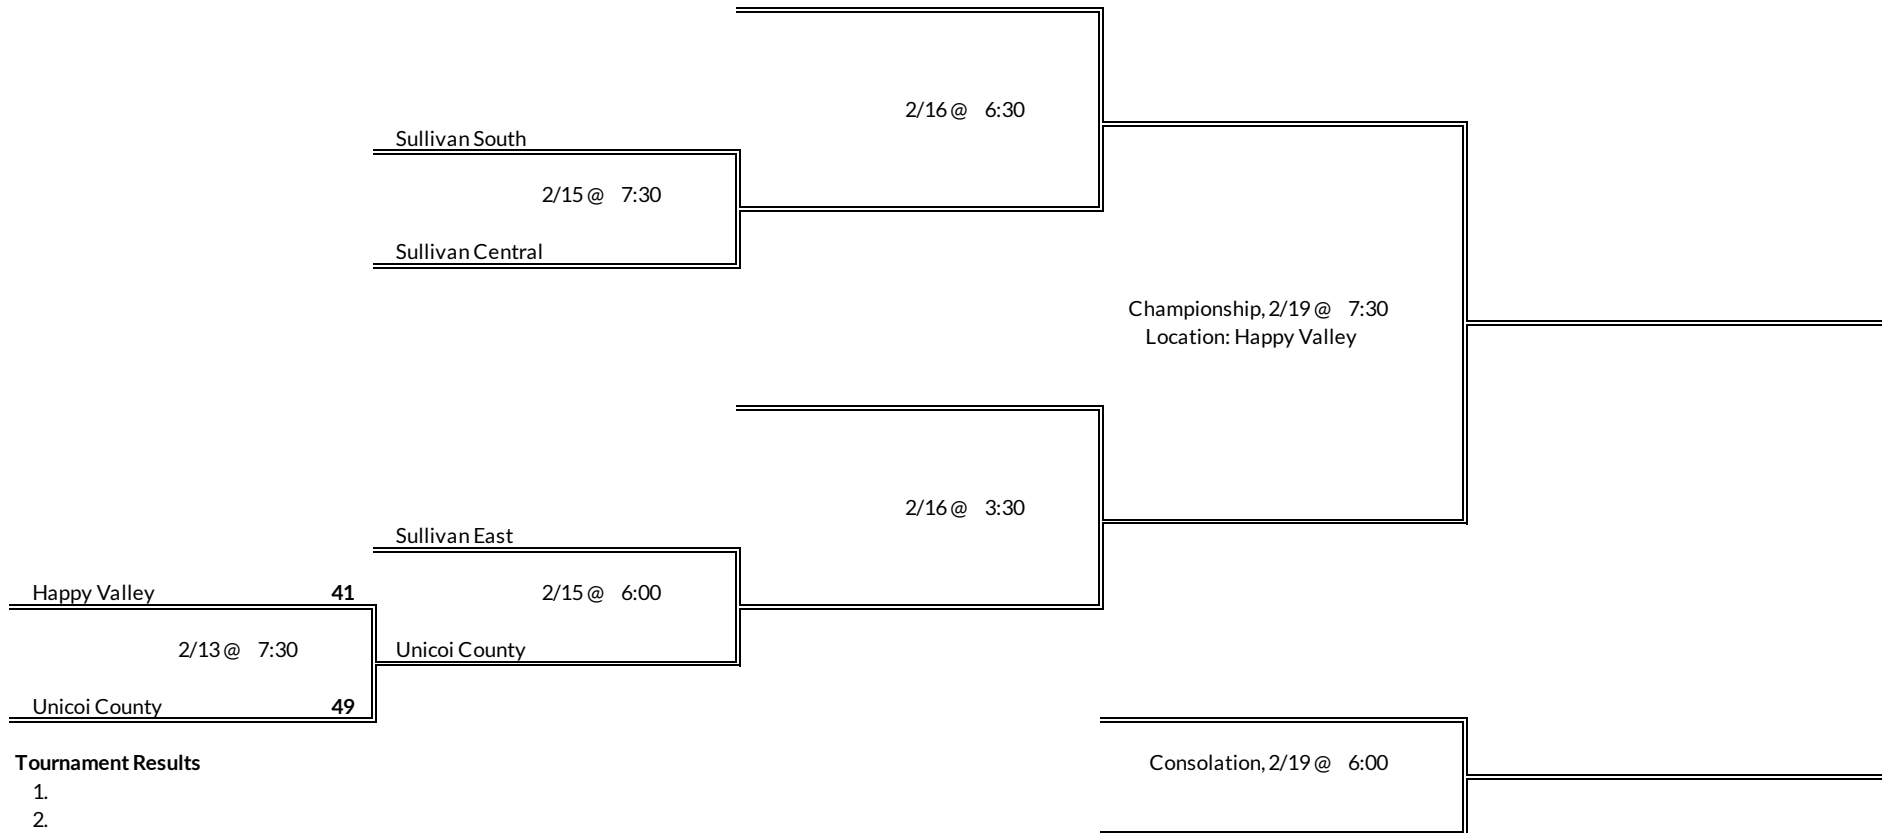 2/16 @ 6:30
Sullivan South
2/15 @ 7:30
Sullivan Central
Championship, 2/19 @ 7:30
Location: Happy Valley
2/16 @ 3:30
Sullivan East
Happy Valley 41
2/15 @ 6:00
2/13 @ 7:30
Unicoi County
Unicoi County 49
Tournament Results
Consolation, 2/19 @ 6:00
1.
2.